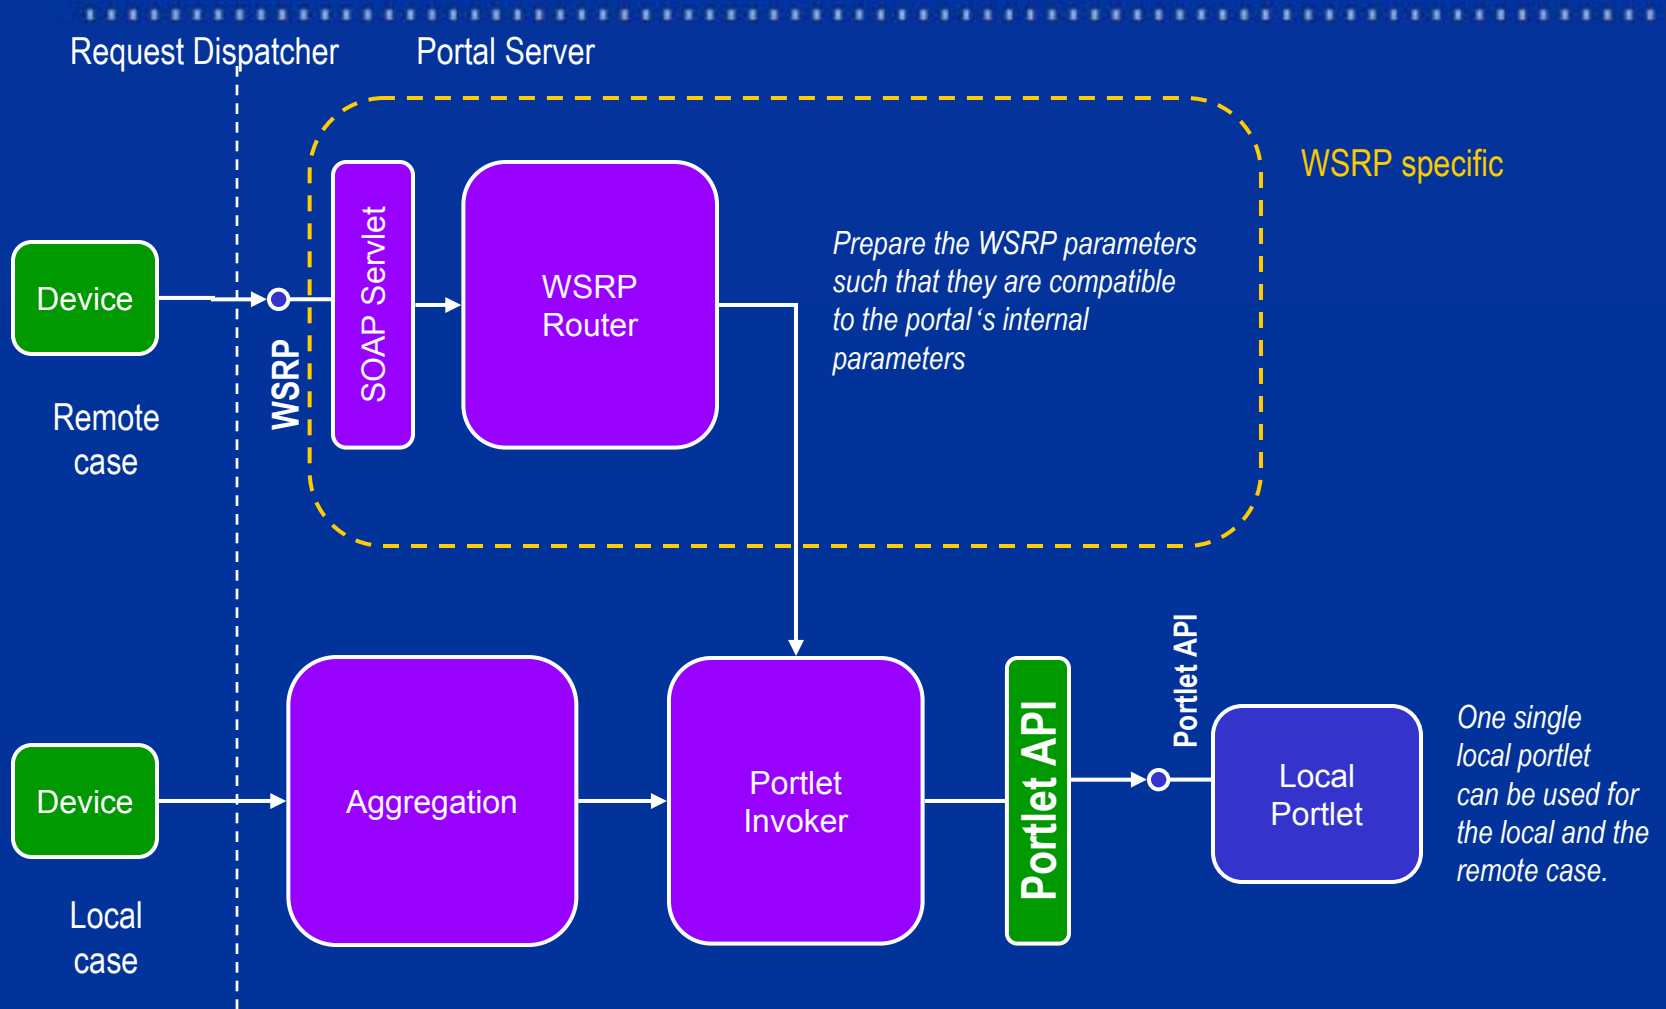 Request Dispatcher
Portal Server
WSRP specific
Device
WSRP
SOAP Servlet
WSRP
Router
Prepare the WSRP parameters
such that they are compatible
to the portal‘s internal
parameters
Remote
case
Device
Aggregation
Portlet
Invoker
Portlet API
Portlet API
Local
Portlet
One single
local portlet
can be used for
the local and the
remote case.
Local
case